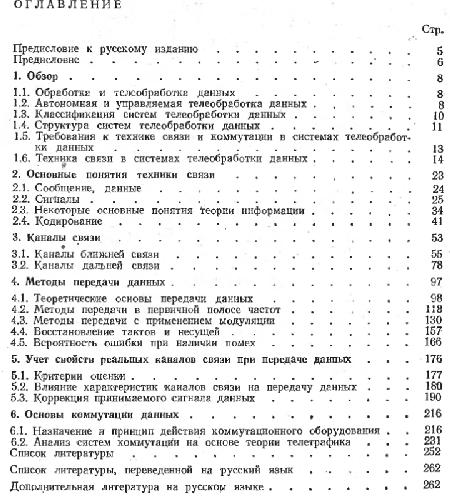 ОГЛАВЛЕНИЕ
Стр.
Предисловие к русскому изданию . . . . . . . . . . 5
Предисловие . . . . . . . . . . . . . . . 6
1. Обзор . . . . . . . . . . . . . . . . 8
1.1. Обработка и телеобработка данных . . . . . . . . 8
1.2. Автономная и управляемая телеобработка данных . . . . . 8
1.3. Классификация систем телеобработки данных . . . . . . 10
1.4. Структура систем телеобработки данных . . . . . . . 11
1.5. Требования к технике связи и коммутации в системах телеобработ-
ки данных . . . . . . . . . . . . . . 13
1.6. Техника связи в системах телеобработки данных . . . . . 14
2. Основные понятия техники связи . . . . . . . . . 23
2.1. Сообщение, данные . . . . . . . . . . . . 24
2.2. Сигналы . . . . . . . . . . . . . . . 25
2.3. Некоторые основные понятия теории информации . . . . . 34
2.4. Кодирование . . . . . . . . . . . . . . 41
3. Каналы связи . . . . . . . . . . . . . . 53
3.1. Каналы ближней связи . . . . . . . . . . . 55
3.2. Каналы дальней связи . . . . . . . . . . . 78
4. Методы передачи данных . . . . . . . . . . . 97
4.1. Теоретические основы передачи данных . . . . . . . 98
4.2. Методы передачи в первичной полосе частот . . . . . . 118
4.3. Методы передачи с применением модуляции . . . . . . 130
4.4. Восстановление тактов и несущей . . . . . . . . 157
4.5. Вероятность ошибки при наличии помех . . . . . . . 166
5. Учет свойств реальных каналов связи при передаче данных . . . 176
5.1. Критерии оценки . . . . . . . . . . . . . 177
5.2. Влияние характеристик каналов связи на передачу данных . . . 189
5.3. Коррекция принимаемого сигнала данных . . . . . . . 190
6. Основы коммутации данных . . . . . . . . . . 216
6.1. Назначение и принцип действия коммутационного оборудования . . 216
6.2. Анализ систем коммутации на основе теории телетрафика . . . 231
Список литературы . . . . . . . . . . . . . 252
Список литературы, переведенной на русский язык . . . . . . 262
Дополнительная литература на русском языке . . . . . . . 262